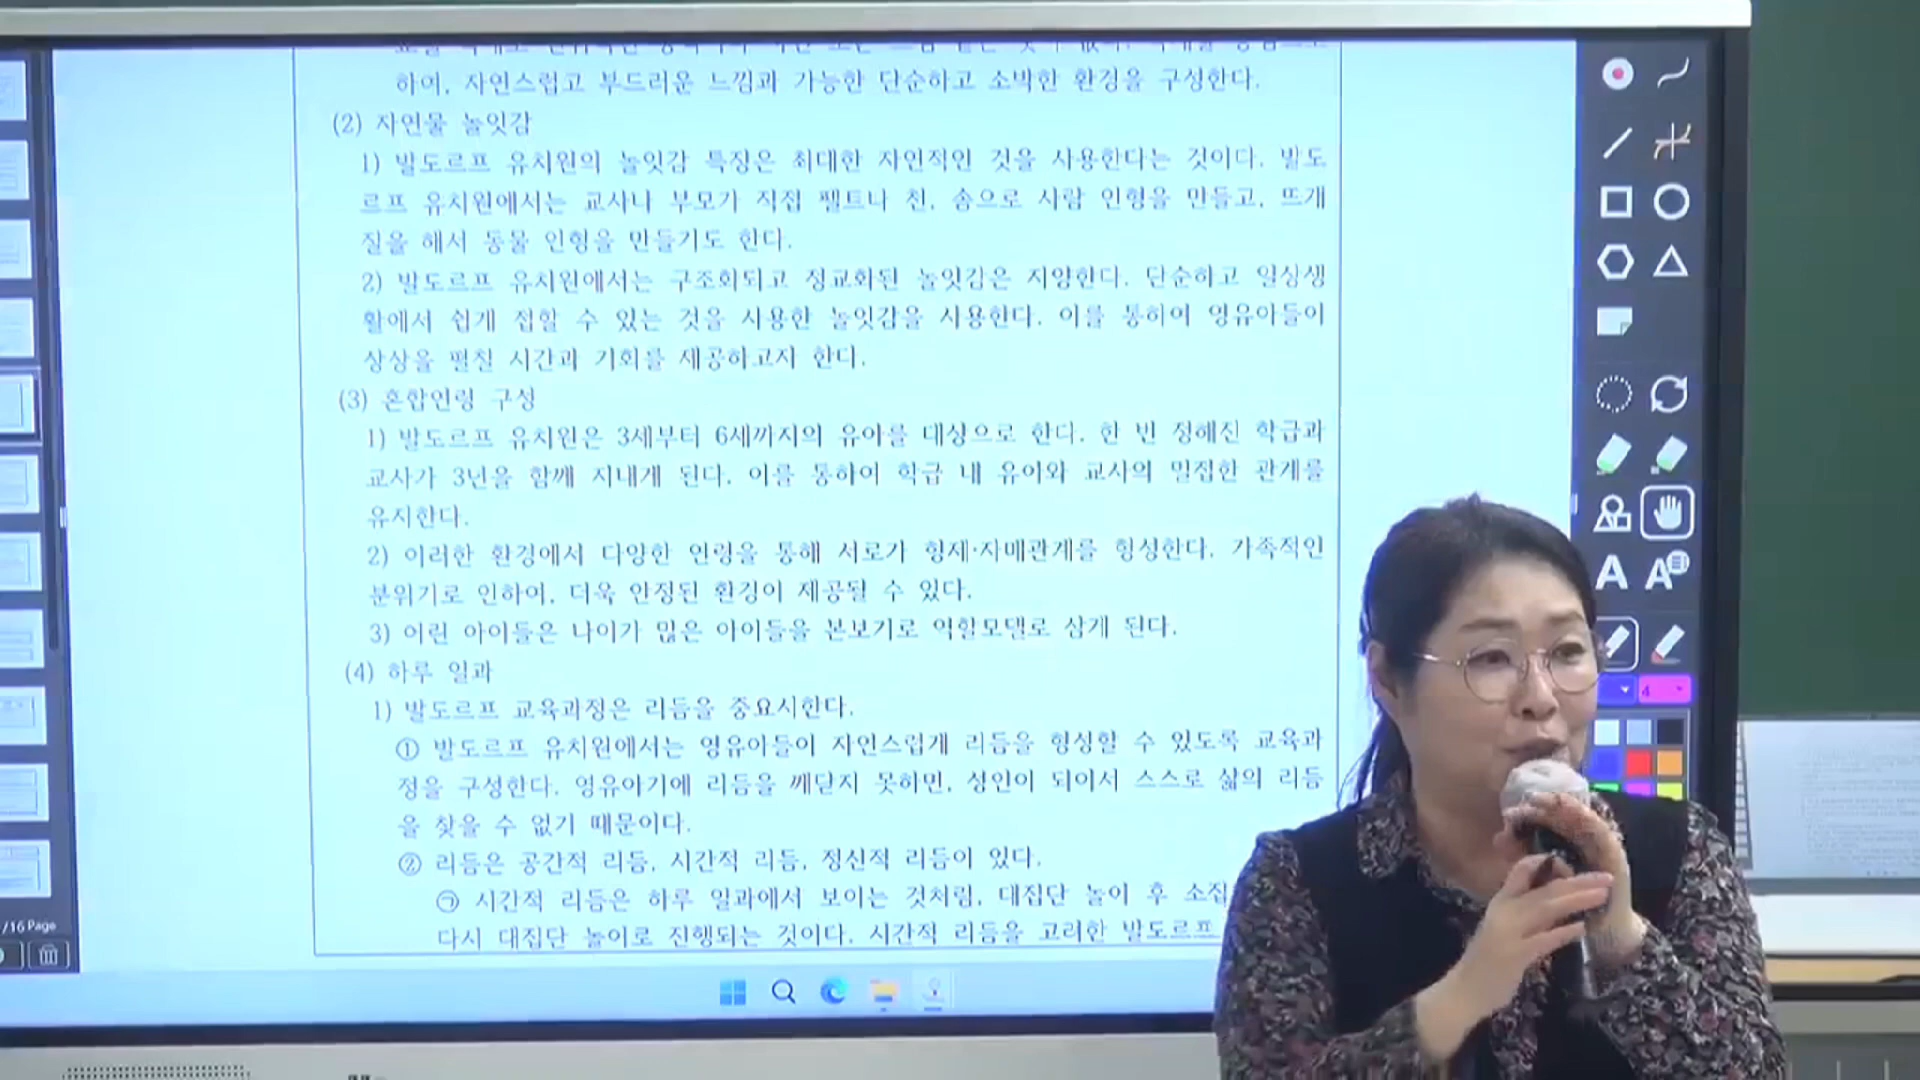 하여, 자연스럽고 부드러운 느낌과 가능한 단순하고 소박한 환경을 구성한다.
(2) 자연물 놀잇감
1) 발도르프 유치원의 놀잇감 특징은 최대한 자연적인 것을 사용한다는 것이다. 발도
르프 유치원에서는 교사나 부모가 직접 펠트나 천, 솜으로 사람 인형을 만들고, 뜨개
질을 해서 동물 인형을 만들기도 한다.
2) 발도르프 유치원에서는 구조화되고 정교화된 놀잇감은 지양한다. 단순하고 일상생
활에서 쉽게 접할 수 있는 것을 사용한 놀잇감을 사용한다. 이를 통하여 영유아들이
상상을 펼칠 시간과 기회를 제공하고자 한다.
(3) 혼합연령 구성
1) 발도르프 유치원은 3세부터 6세까지의 유아를 대상으로 한다. 한 번 정해진 학급과
교사가 3년을 함께 지내게 된다. 이를 통하여 학급 내 유아와 교사의 밀접한 관계를
유지한다.
2) 이러한 환경에서 다양한 연령을 통해 서로가 형제·자매관계를 형성한다. 가족적인
분위기로 인하여, 더욱 안정된 환경이 제공될 수 있다.
3) 어린 아이들은 나이가 많은 아이들을 본보기로 역할모델로 삼게 된다.
(4) 하루 일과
1) 발도르프 교육과정은 리듬을 중요시한다.
① 발도르프 유치원에서는 영유아들이 자연스럽게 리듬을 형성할 수 있도록 교육과
정을 구성한다. 영유아기에 리듬을 깨닫지 못하면, 성인이 되어서 스스로 삶의 리듬
을 찾을 수 없기 때문이다.
② 리듬은 공간적 리듬, 시간적 리듬, 정신적 리듬이 있다.
㉠ 시간적 리듬은 하루 일과에서 보이는 것처럼, 대집단 놀이 후 소집
다시 대집단 놀이로 진행되는 것이다. 시간적 리듬을 고려한 발도르프
/16 Page
A A
4